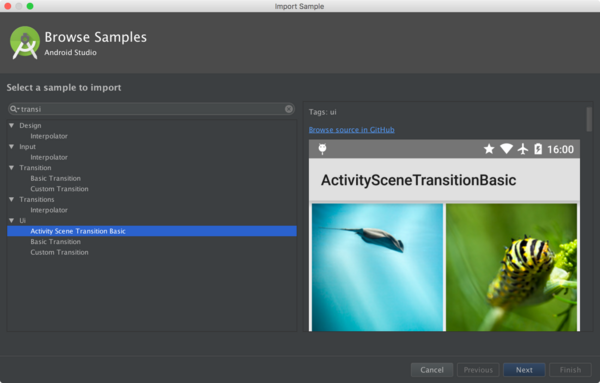 Import Sample
Browse Samples
Android Studio
Select a sample to import
transi
Design
Interpolator
Input
Interpolator
Transition
Basic Transition
Custom Transition
Transitions
Interpolator
Ui
Activity Scene Transition Basic
Basic Transition
Custom Transition
Tags: ui
Browse source in GitHub
16:00
ActivitySceneTransitionBasic
Cancel
Previous
Next
Finish